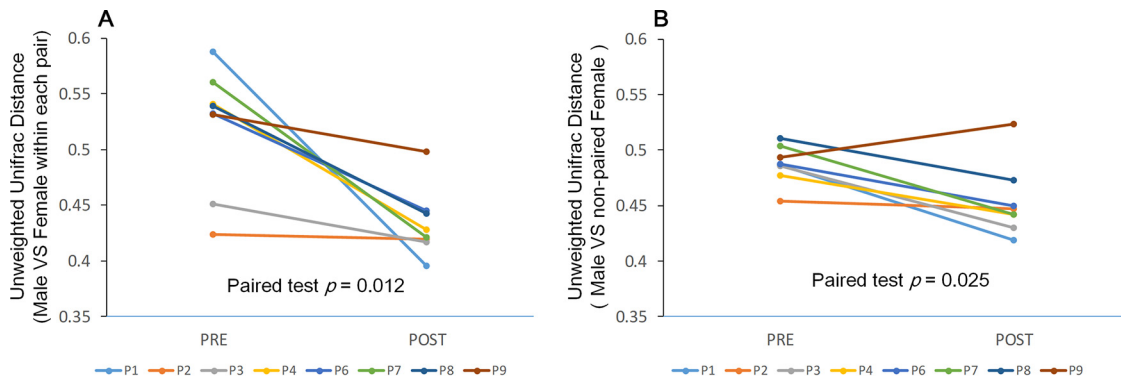 A
Unweighted Unifrac Distance
(Male VS Female within each pair)
0.6
0.55
0.5
0.45
0.4
0.35
Paired test p = 0.012
PRE
POST
P1 P2 P3 P4 P6 P7 P8 P9
B
Unweighted Unifrac Distance
( Male VS non-paired Female )
0.6
0.55
0.5
0.45
0.4
0.35
Paired test p = 0.025
PRE
POST
P1 P2 P3 P4 P6 P7 P8 P9